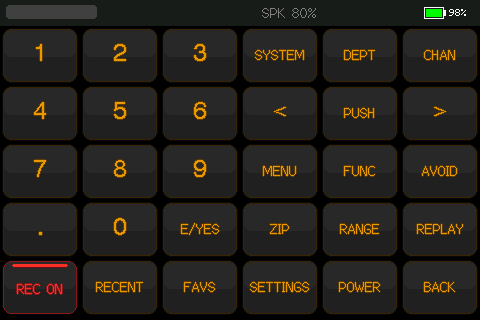 SPK 80% 98%
1 2 3 SYSTEM DEPT CHAN
4 5 6 < PUSH >
7 8 9 MENU FUNC AVOID
. 0 E/YES ZIP RANGE REPLAY
REC ON RECENT FAVS SETTINGS POWER BACK